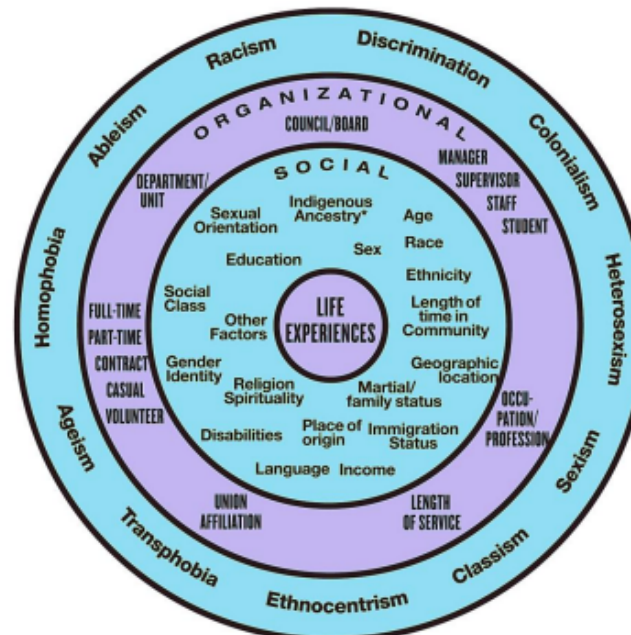 Racism
Discrimination
Ableism
Colonialism
Homophobia
Heterosexism
Ageism
Sexism
Transphobia
Classism
Ethnocentrism
ORGANIZATIONAL
COUNCIL/BOARD
DEPARTMENT/
UNIT
MANAGER
SUPERVISOR
STAFF
STUDENT
FULL-TIME
PART-TIME
CONTRACT
CASUAL
VOLUNTEER
OCCU-
PATION/
PROFESSION
UNION
AFFILIATION
LENGTH
OF SERVICE
SOCIAL
Sexual
Orientation
Indigenous
Ancestry*
Age
Education
Sex
Race
Ethnicity
Social
Class
Other
Factors
Length of
time in
Community
Gender
Identity
Geographic
location
Religion
Spirituality
Martial/
family status
Disabilities
Place of
origin
Immigration
Status
Language
Income
LIFE
EXPERIENCES